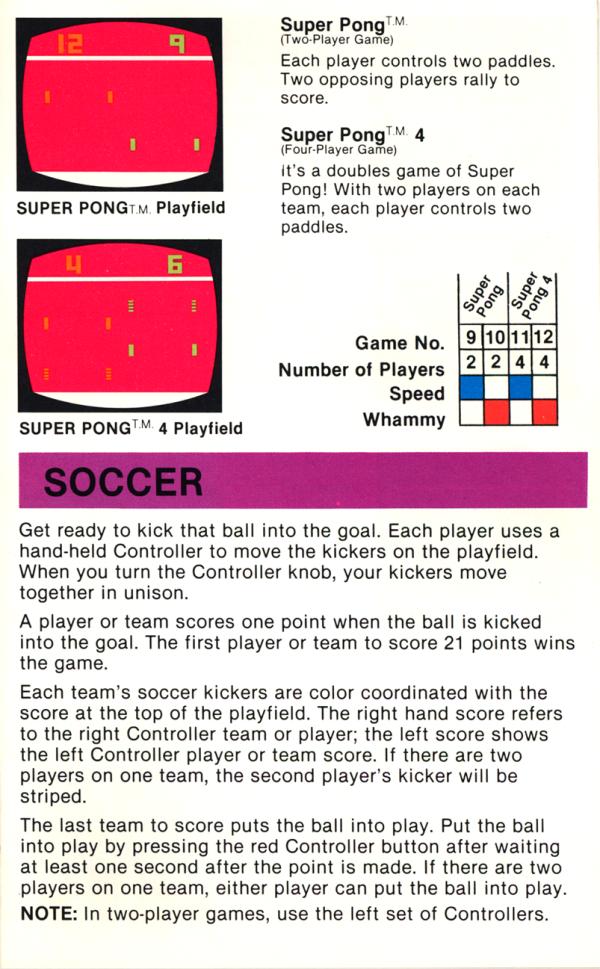 12 9
SUPER PONG T.M. Playfield
Super Pong T.M.
(Two-Player Game)
Each player controls two paddles.
Two opposing players rally to
score.
Super Pong T.M. 4
(Four-Player Game)
it's a doubles game of Super
Pong! With two players on each
team, each player controls two
paddles.
4 6
SUPER PONG T.M. 4 Playfield
Super Pong
Super Pong 4
Game No. 9 10 11 12
Number of Players 2 2 4 4
Speed
Whammy
SOCCER
Get ready to kick that ball into the goal. Each player uses a
hand-held Controller to move the kickers on the playfield.
When you turn the Controller knob, your kickers move
together in unison.
A player or team scores one point when the ball is kicked
into the goal. The first player or team to score 21 points wins
the game.
Each team's soccer kickers are color coordinated with the
score at the top of the playfield. The right hand score refers
to the right Controller team or player; the left score shows
the left Controller player or team score. If there are two
players on one team, the second player's kicker will be
striped.
The last team to score puts the ball into play. Put the ball
into play by pressing the red Controller button after waiting
at least one second after the point is made. If there are two
players on one team, either player can put the ball into play.
NOTE: In two-player games, use the left set of Controllers.